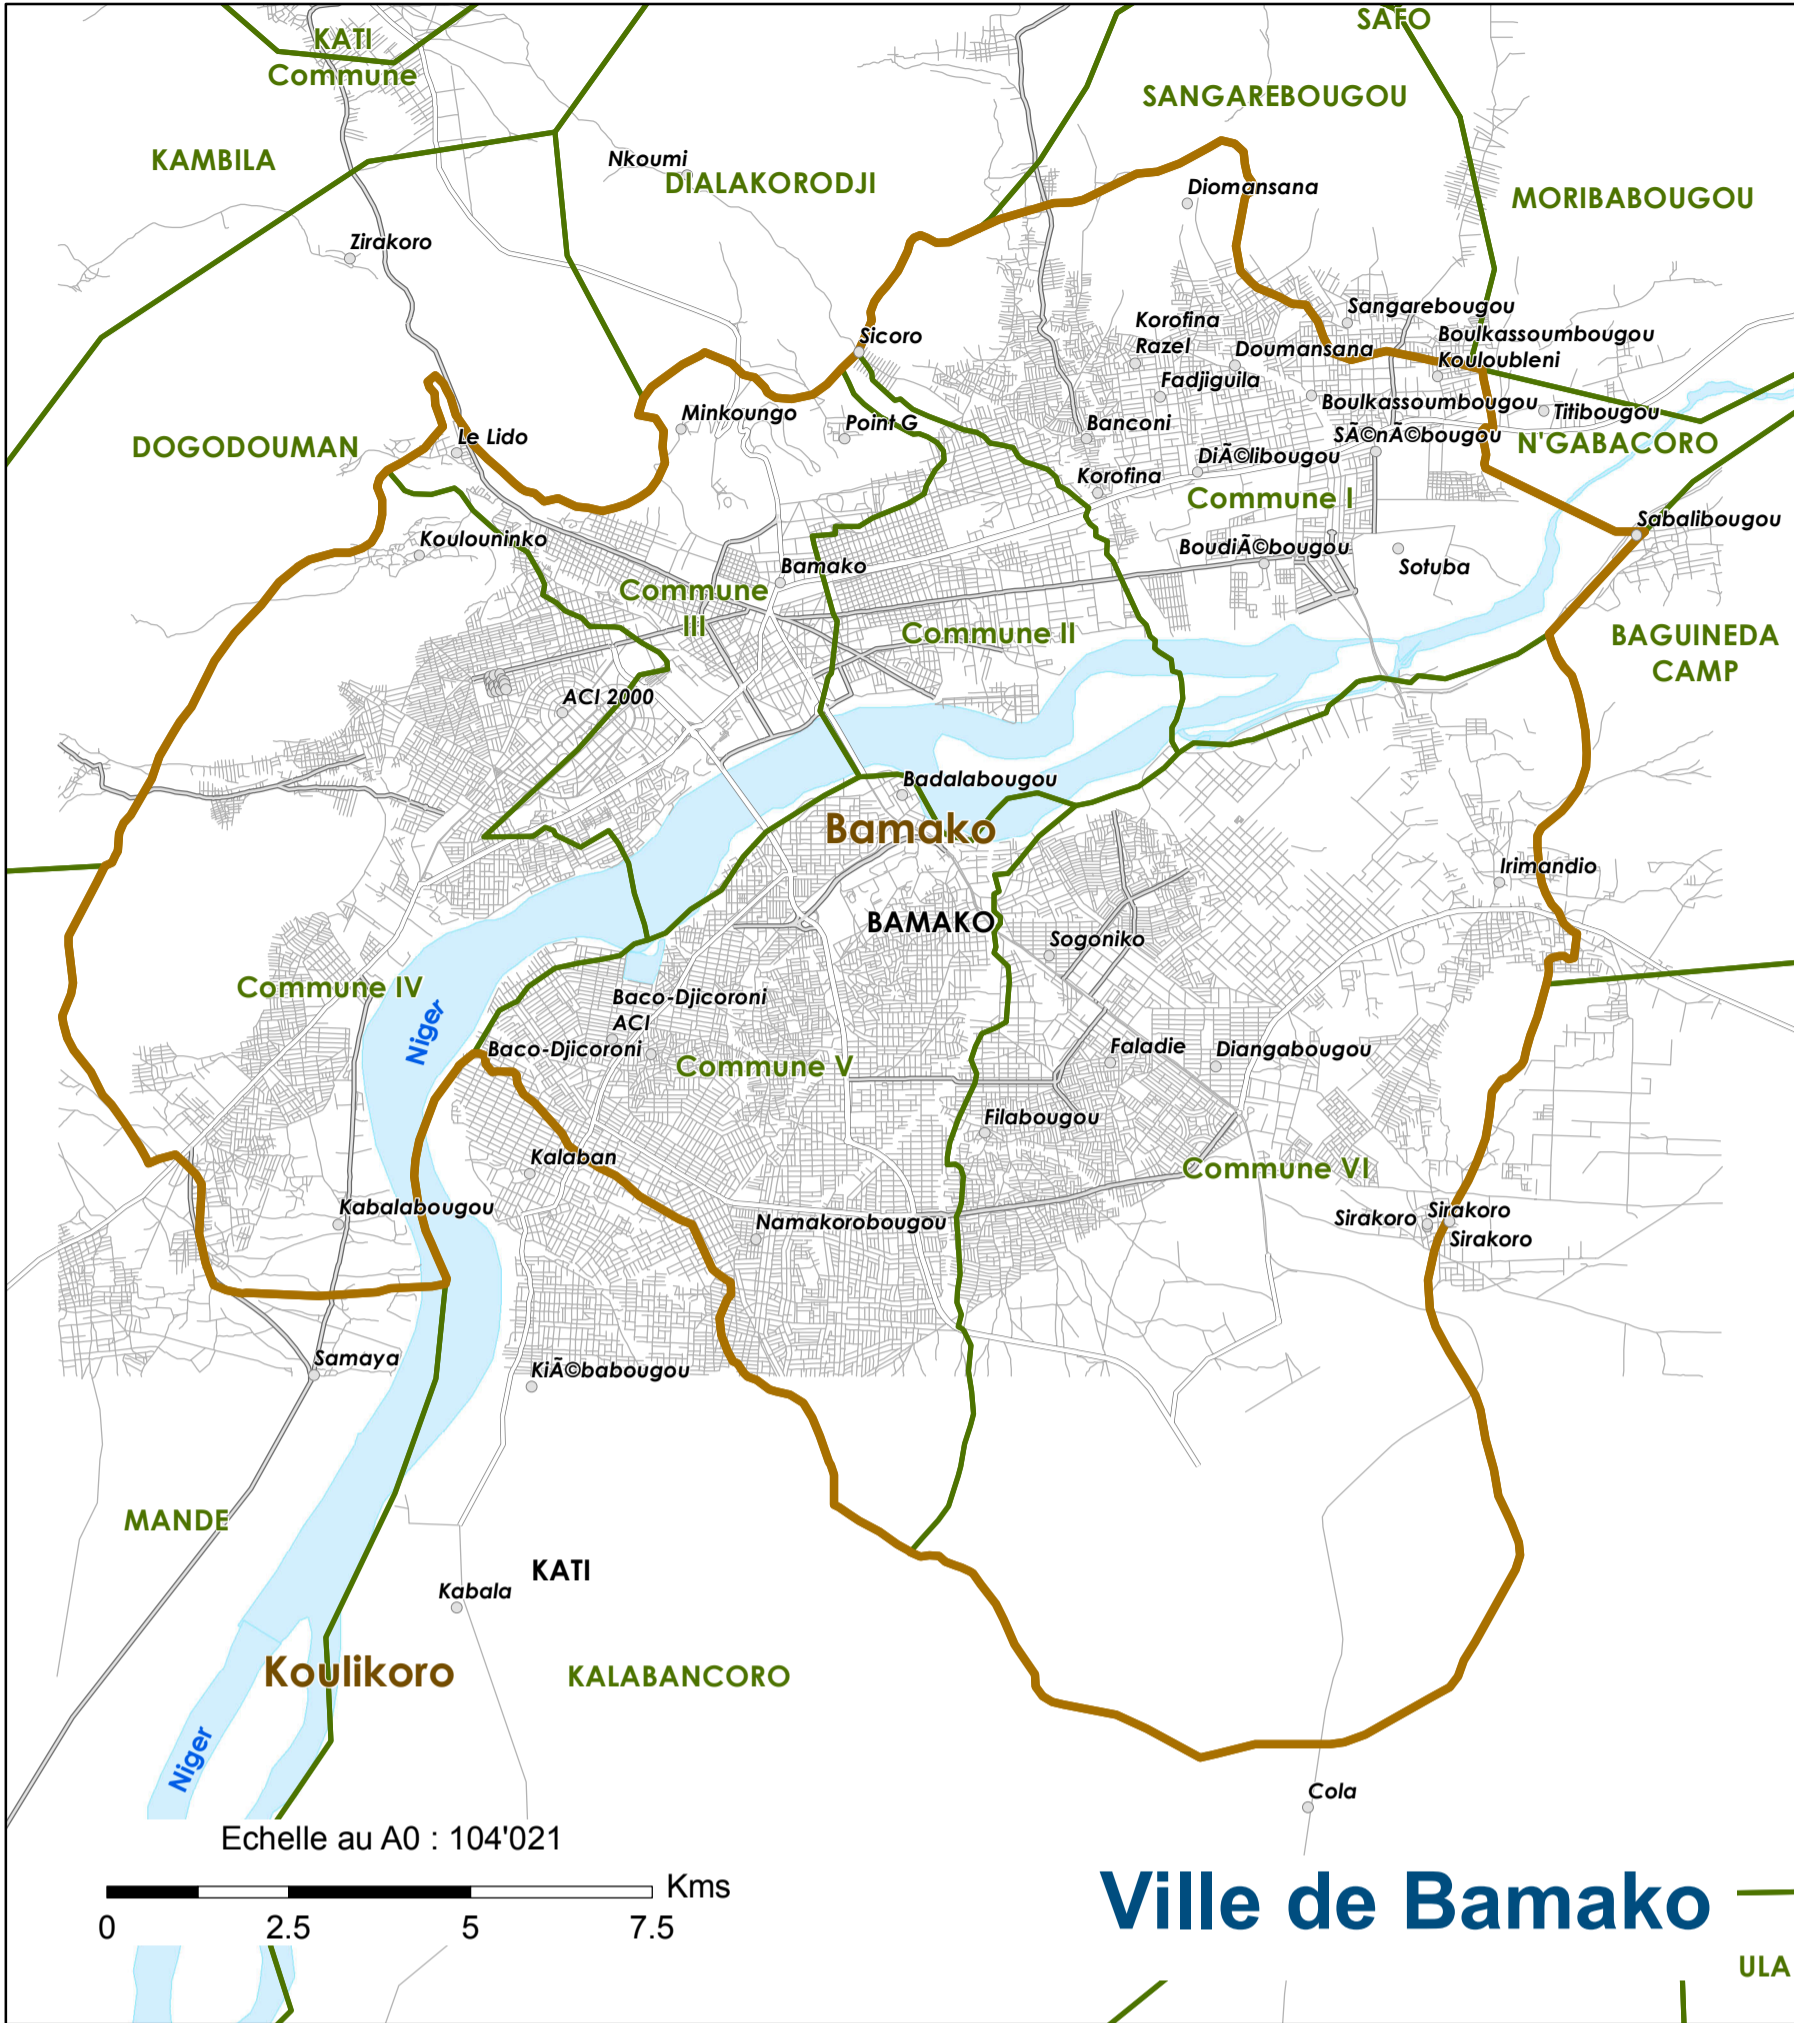 SAFO
KATI
Commune
SANGAREBOUGOU
KAMBILA
Nkoumi
DIALAKORODJI
Diomansana
MORIBABOUGOU
Zirakoro
Sangarebougou
Korofina
Razel
Sicoro
Boulkassoumbougou
Doumansana
Kouloubleni
Fadjiguila
Boulkassoumbougou
Titibougou
Minkoungo
Point G
Banconi
Le Lido
DOGODOUMAN
SÃ©nÃ©bougou
N'GABACORO
DiÃ©libougou
Korofina
Commune I
Sabalibougou
Koulouninko
BoudiÃ©bougou
Sotuba
Bamako
Commune
III
Commune II
BAGUINEDA
CAMP
ACI 2000
Badalabougou
Bamako
Irimandio
BAMAKO
Sogoniko
Commune IV
Niger
Baco-Djicoroni
ACI
Baco-Djicoroni
Commune V
Faladie
Diangabougou
Filabougou
Kalaban
Commune VI
Kabalabougou
Namakorobougou
Sirakoro
Sirakoro
Sirakoro
Samaya
KiÃ©babougou
MANDE
KATI
Kabala
Koulikoro
KALABANCORO
Niger
Cola
Echelle au A0 : 104'021
Kms
0 2.5 5 7.5
Ville de Bamako
ULA